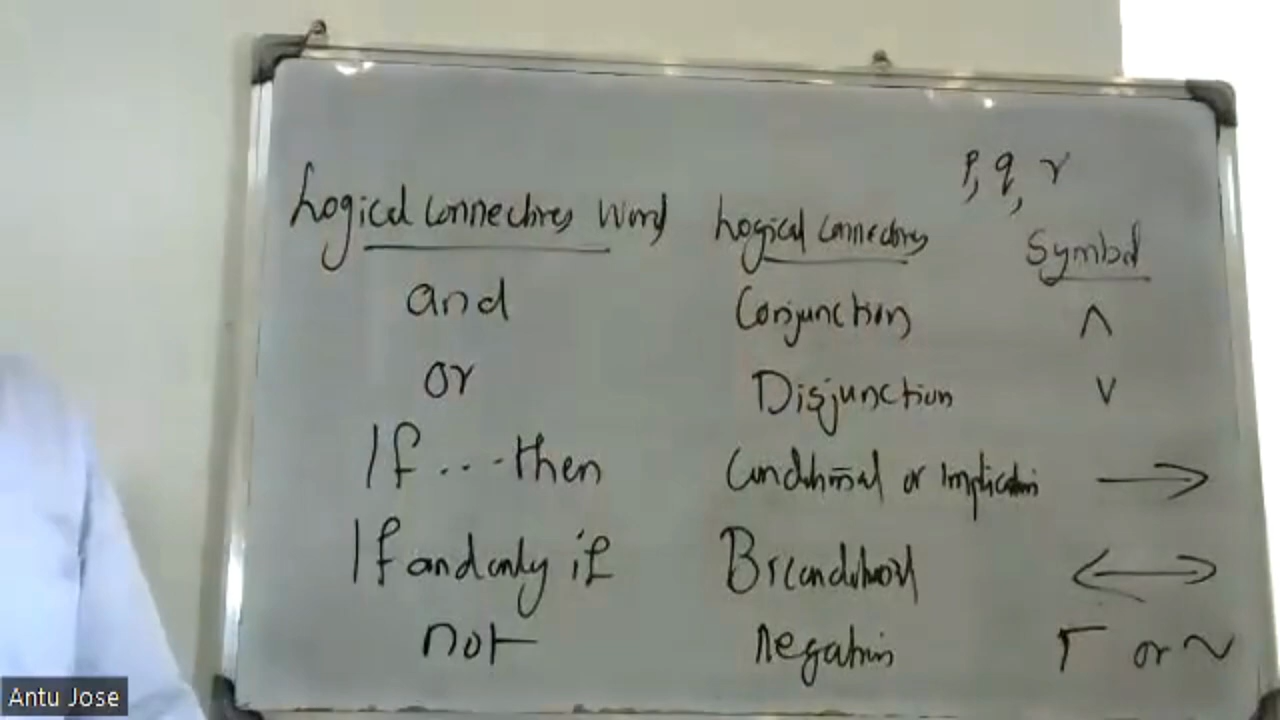 p, q, r
Logical connectives Word Logical connectives Symbol
and Conjunction ∧
or Disjunction ∨
If ... then Conditional or Implication →
If and only if Biconditional ↔
not negation ⌐ or ~
Antu Jose